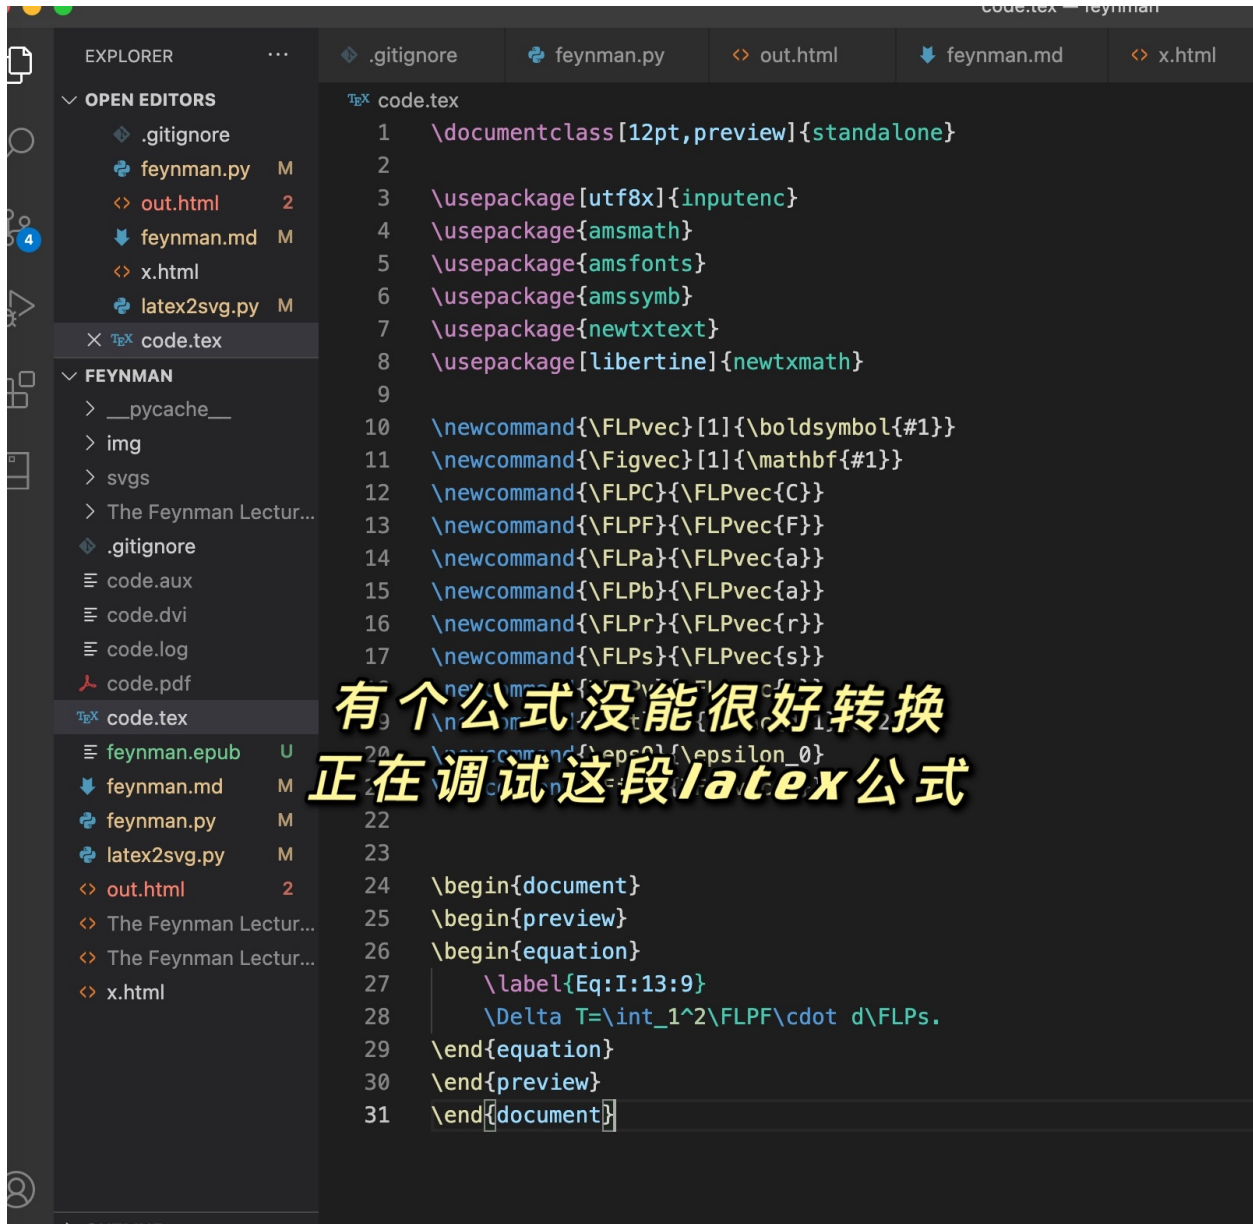 code.tex — feynman
EXPLORER
OPEN EDITORS
.gitignore
feynman.py M
out.html 2
feynman.md M
x.html
latex2svg.py M
TEX code.tex
FEYNMAN
__pycache__
img
svgs
The Feynman Lectur...
.gitignore
code.aux
code.dvi
code.log
code.pdf
TEX code.tex
feynman.epub U
feynman.md M
feynman.py M
latex2svg.py M
out.html 2
The Feynman Lectur...
The Feynman Lectur...
x.html
4
.gitignore feynman.py out.html feynman.md x.html
TEX code.tex
1 \documentclass[12pt,preview]{standalone}
2
3 \usepackage[utf8x]{inputenc}
4 \usepackage{amsmath}
5 \usepackage{amsfonts}
6 \usepackage{amssymb}
7 \usepackage{newtxtext}
8 \usepackage[libertine]{newtxmath}
9
10 \newcommand{\FLPvec}[1]{\boldsymbol{#1}}
11 \newcommand{\Figvec}[1]{\mathbf{#1}}
12 \newcommand{\FLPC}{\FLPvec{C}}
13 \newcommand{\FLPF}{\FLPvec{F}}
14 \newcommand{\FLPa}{\FLPvec{a}}
15 \newcommand{\FLPb}{\FLPvec{a}}
16 \newcommand{\FLPr}{\FLPvec{r}}
17 \newcommand{\FLPs}{\FLPvec{s}}
有个公式没能很好转换
20 \newcommand{\epsO}{\epsilon_0}
正在调试这段latex公式
22
23
24 \begin{document}
25 \begin{preview}
26 \begin{equation}
27 \label{Eq:I:13:9}
28 \Delta T=\int_1^2\FLPF\cdot d\FLPs.
29 \end{equation}
30 \end{preview}
31 \end{document}